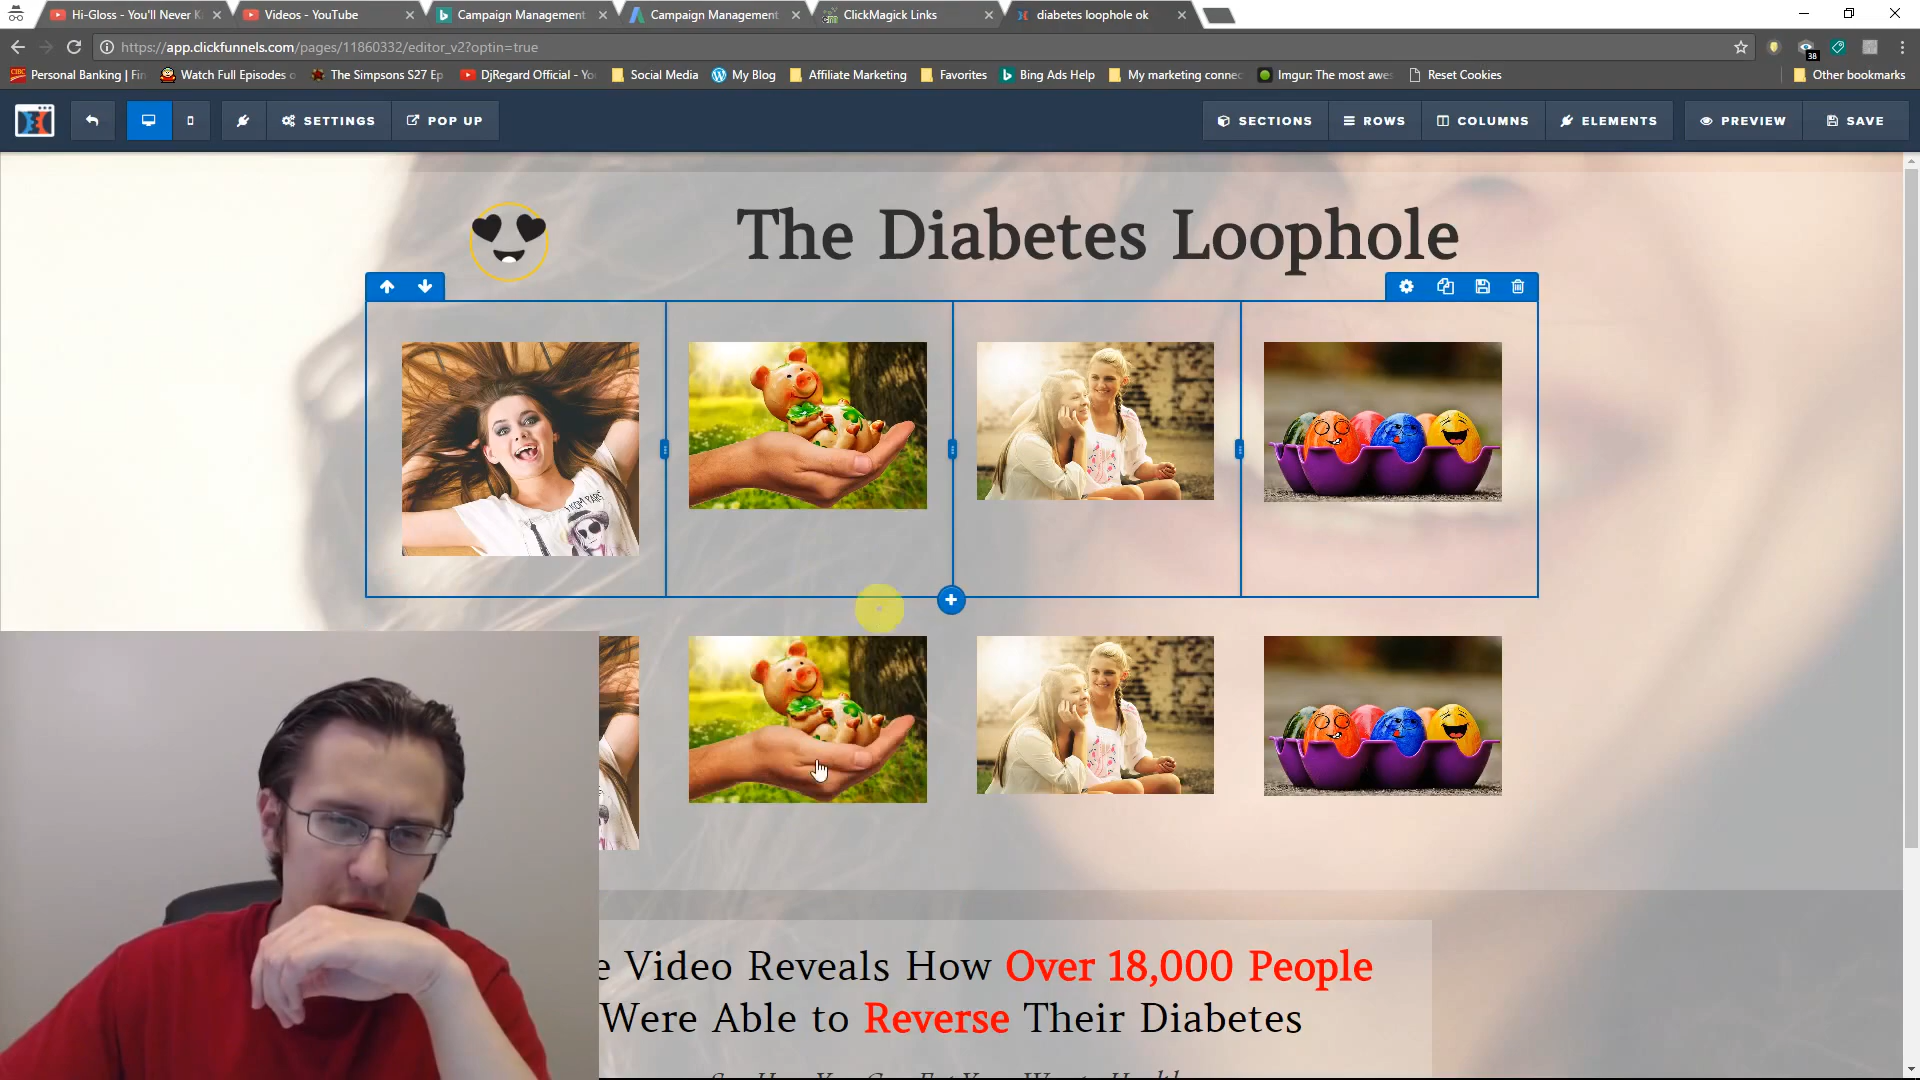 Hi-Gloss - You'll Never K
Videos - YouTube
Campaign Management
Campaign Management
ClickMagick Links
diabetes loophole ok
https://app.clickfunnels.com/pages/11860332/editor_v2?optin=true
38
CIBC Personal Banking | Fin
Watch Full Episodes o
The Simpsons S27 Ep
DjRegard Official - Yo
Social Media
My Blog
Affiliate Marketing
Favorites
Bing Ads Help
My marketing connec
Imgur: The most awes
Reset Cookies
Other bookmarks
SETTINGS
POP UP
SECTIONS
ROWS
COLUMNS
ELEMENTS
PREVIEW
SAVE
The Diabetes Loophole
e Video Reveals How Over 18,000 People
Were Able to Reverse Their Diabetes